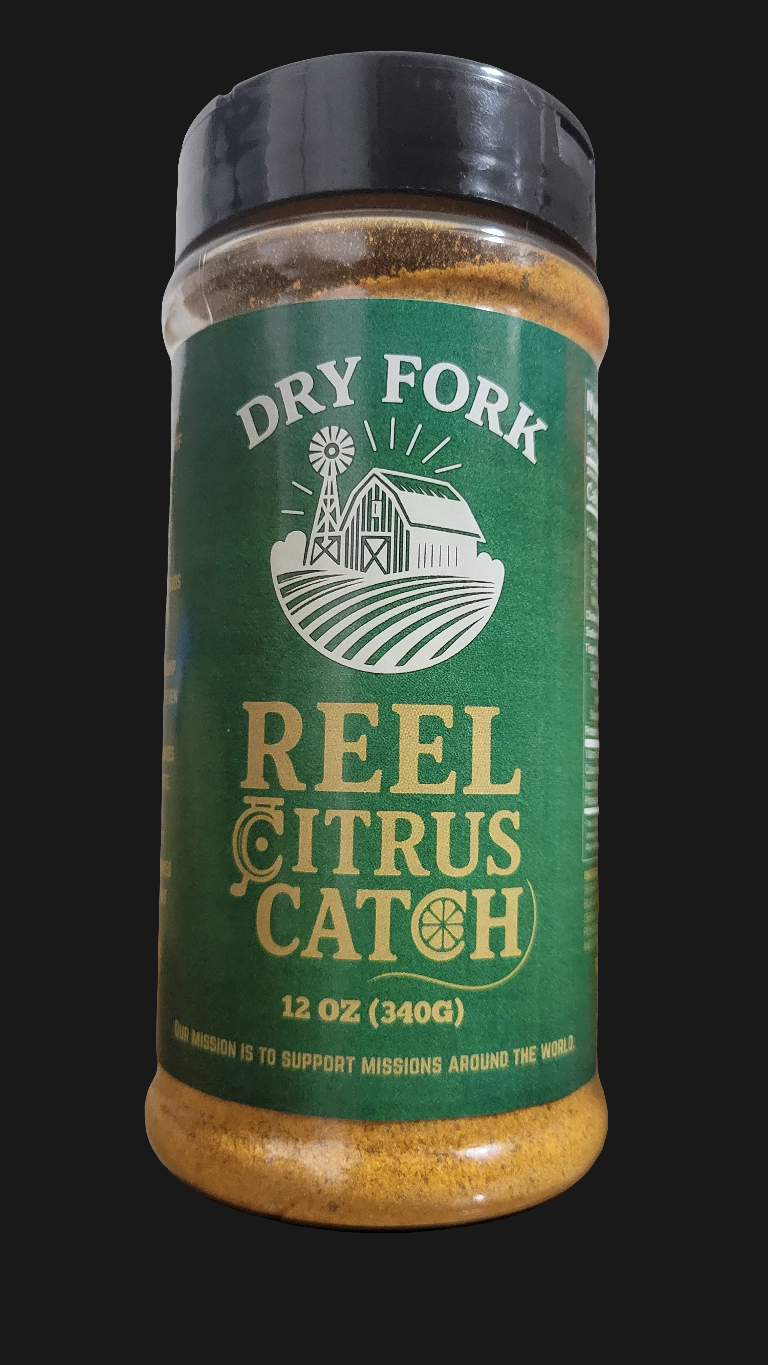 DRY FORK
REEL
CITRUS
CATCH
12 OZ (340G)
OUR MISSION IS TO SUPPORT MISSIONS AROUND THE WORLD.